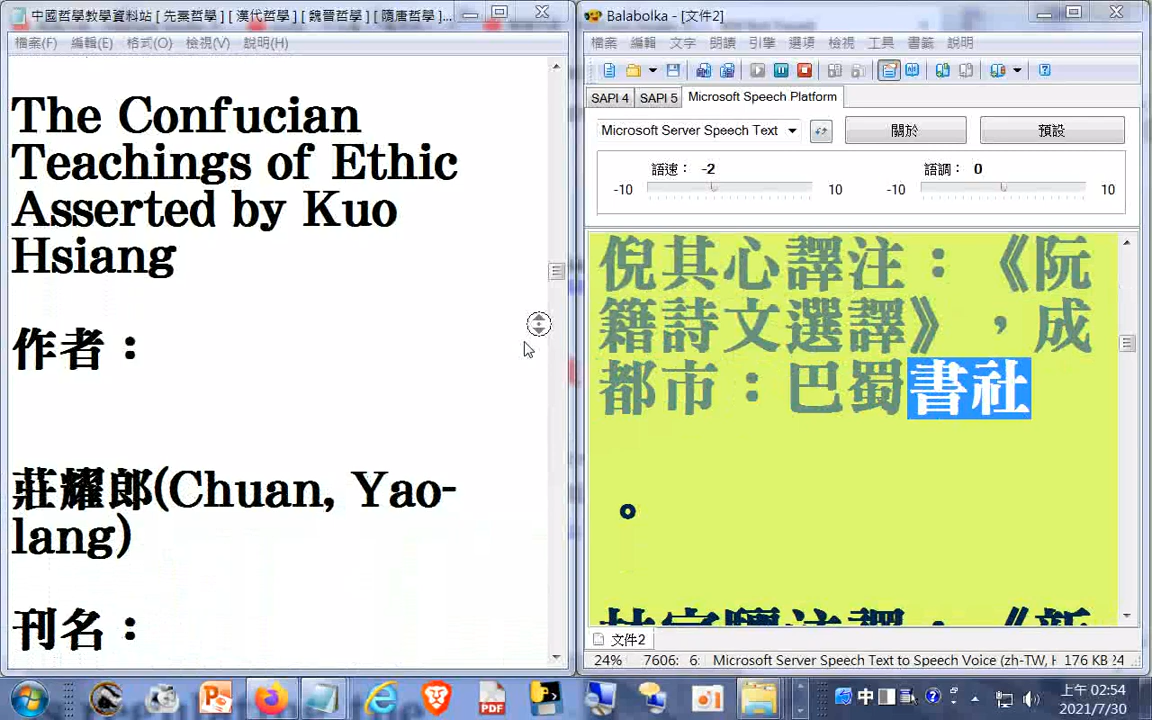 中國哲學教學資料站 [ 先秦哲學 ] [ 漢代哲學 ] [ 魏晉哲學 ] [ 隋唐哲學 ]...
檔案(F) 編輯(E) 格式(O) 檢視(V) 說明(H)
The Confucian
Teachings of Ethic
Asserted by Kuo
Hsiang
作者：
莊耀郎(Chuan, Yao-
lang)
刊名：
Balabolka - [文件2]
檔案 編輯 文字 朗讀 引擎 選項 檢視 工具 書籤 說明
SAPI 4 SAPI 5 Microsoft Speech Platform
Microsoft Server Speech Text 關於 預設
語速： -2 語調： 0
-10 10 -10 10
倪其心譯注：《阮
籍詩文選譯》，成
都市：巴蜀書社
。
文件2
24% 7606: 6: Microsoft Server Speech Text to Speech Voice (zh-TW, H 176 KB 24
PDF 中 上午 02:54
2021/7/30